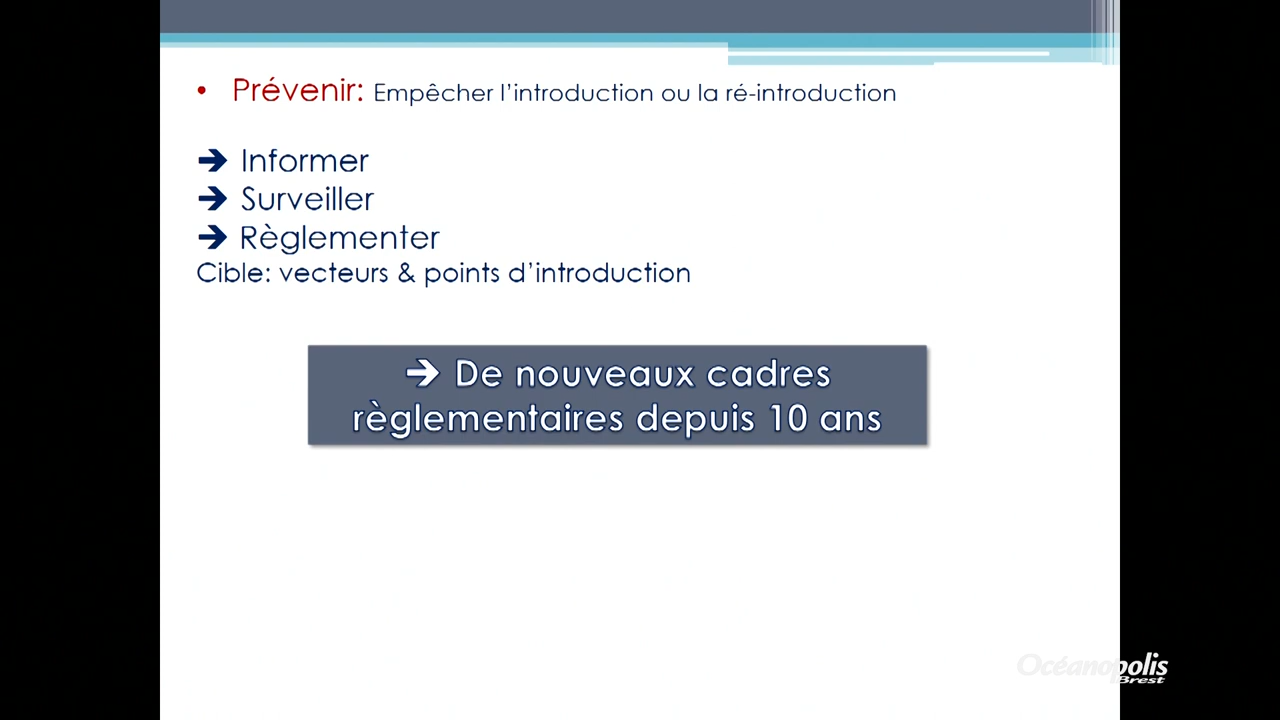 • Prévenir: Empêcher l'introduction ou la ré-introduction
➔ Informer
➔ Surveiller
➔ Règlementer
Cible: vecteurs & points d'introduction
➔ De nouveaux cadres
règlementaires depuis 10 ans
Océanopolis
Brest